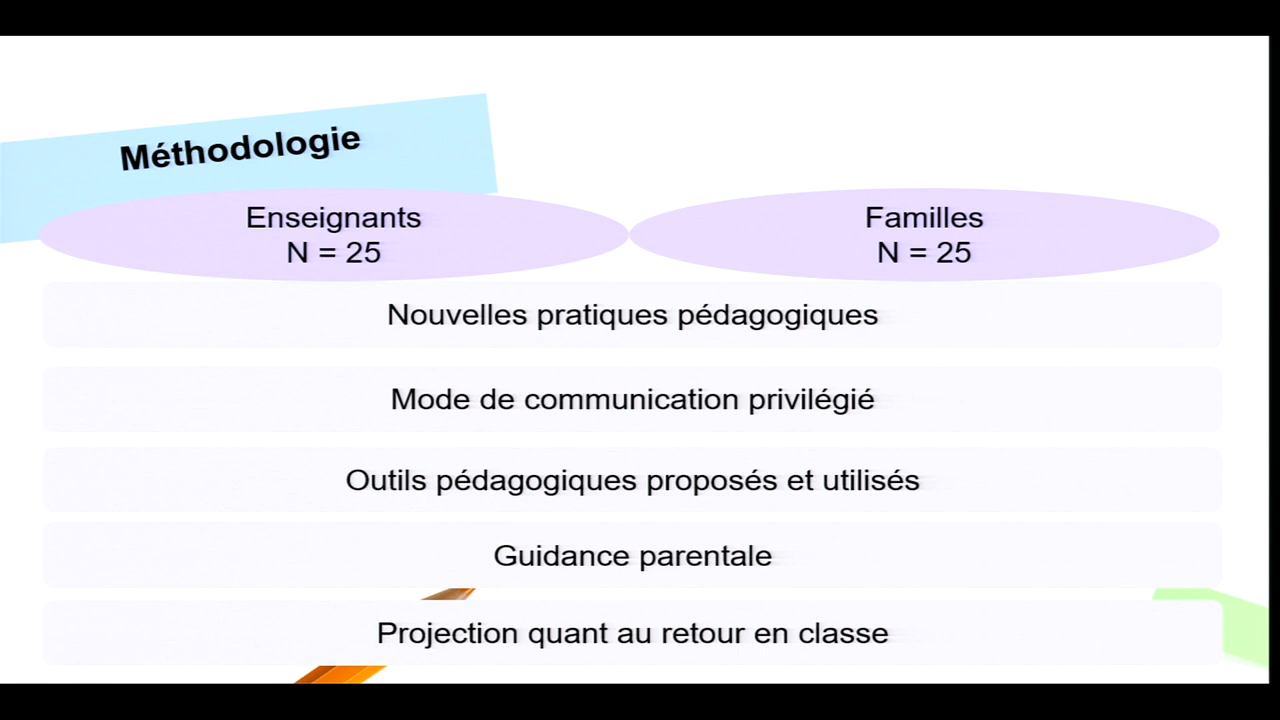 Méthodologie
Enseignants
N = 25
Familles
N = 25
Nouvelles pratiques pédagogiques
Mode de communication privilégié
Outils pédagogiques proposés et utilisés
Guidance parentale
Projection quant au retour en classe